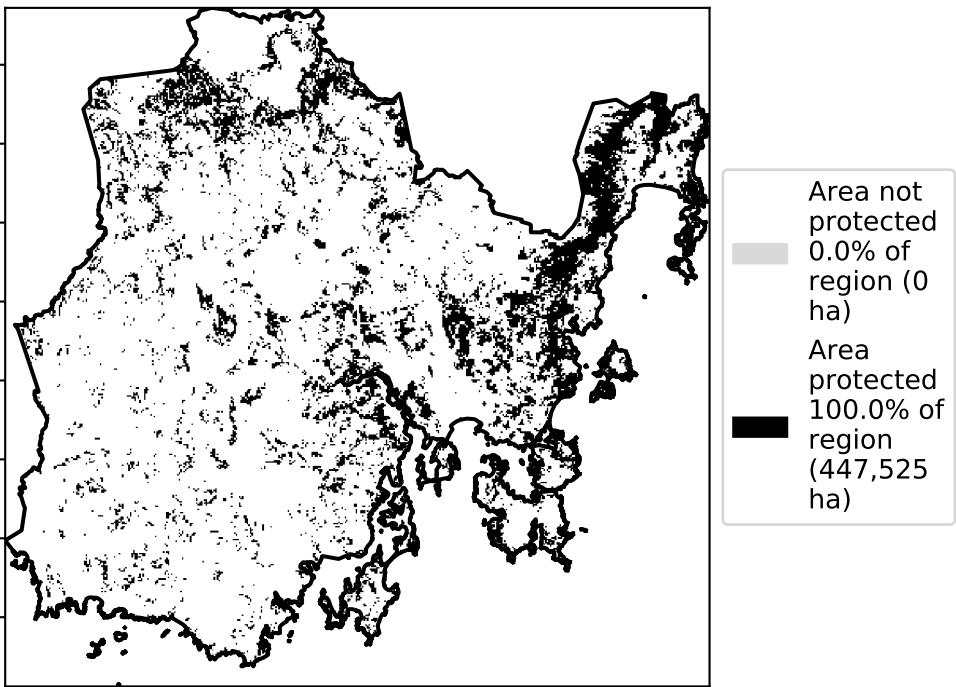 Area not
protected
0.0% of
region (0
ha)
Area
protected
100.0% of
region
(447,525
ha)